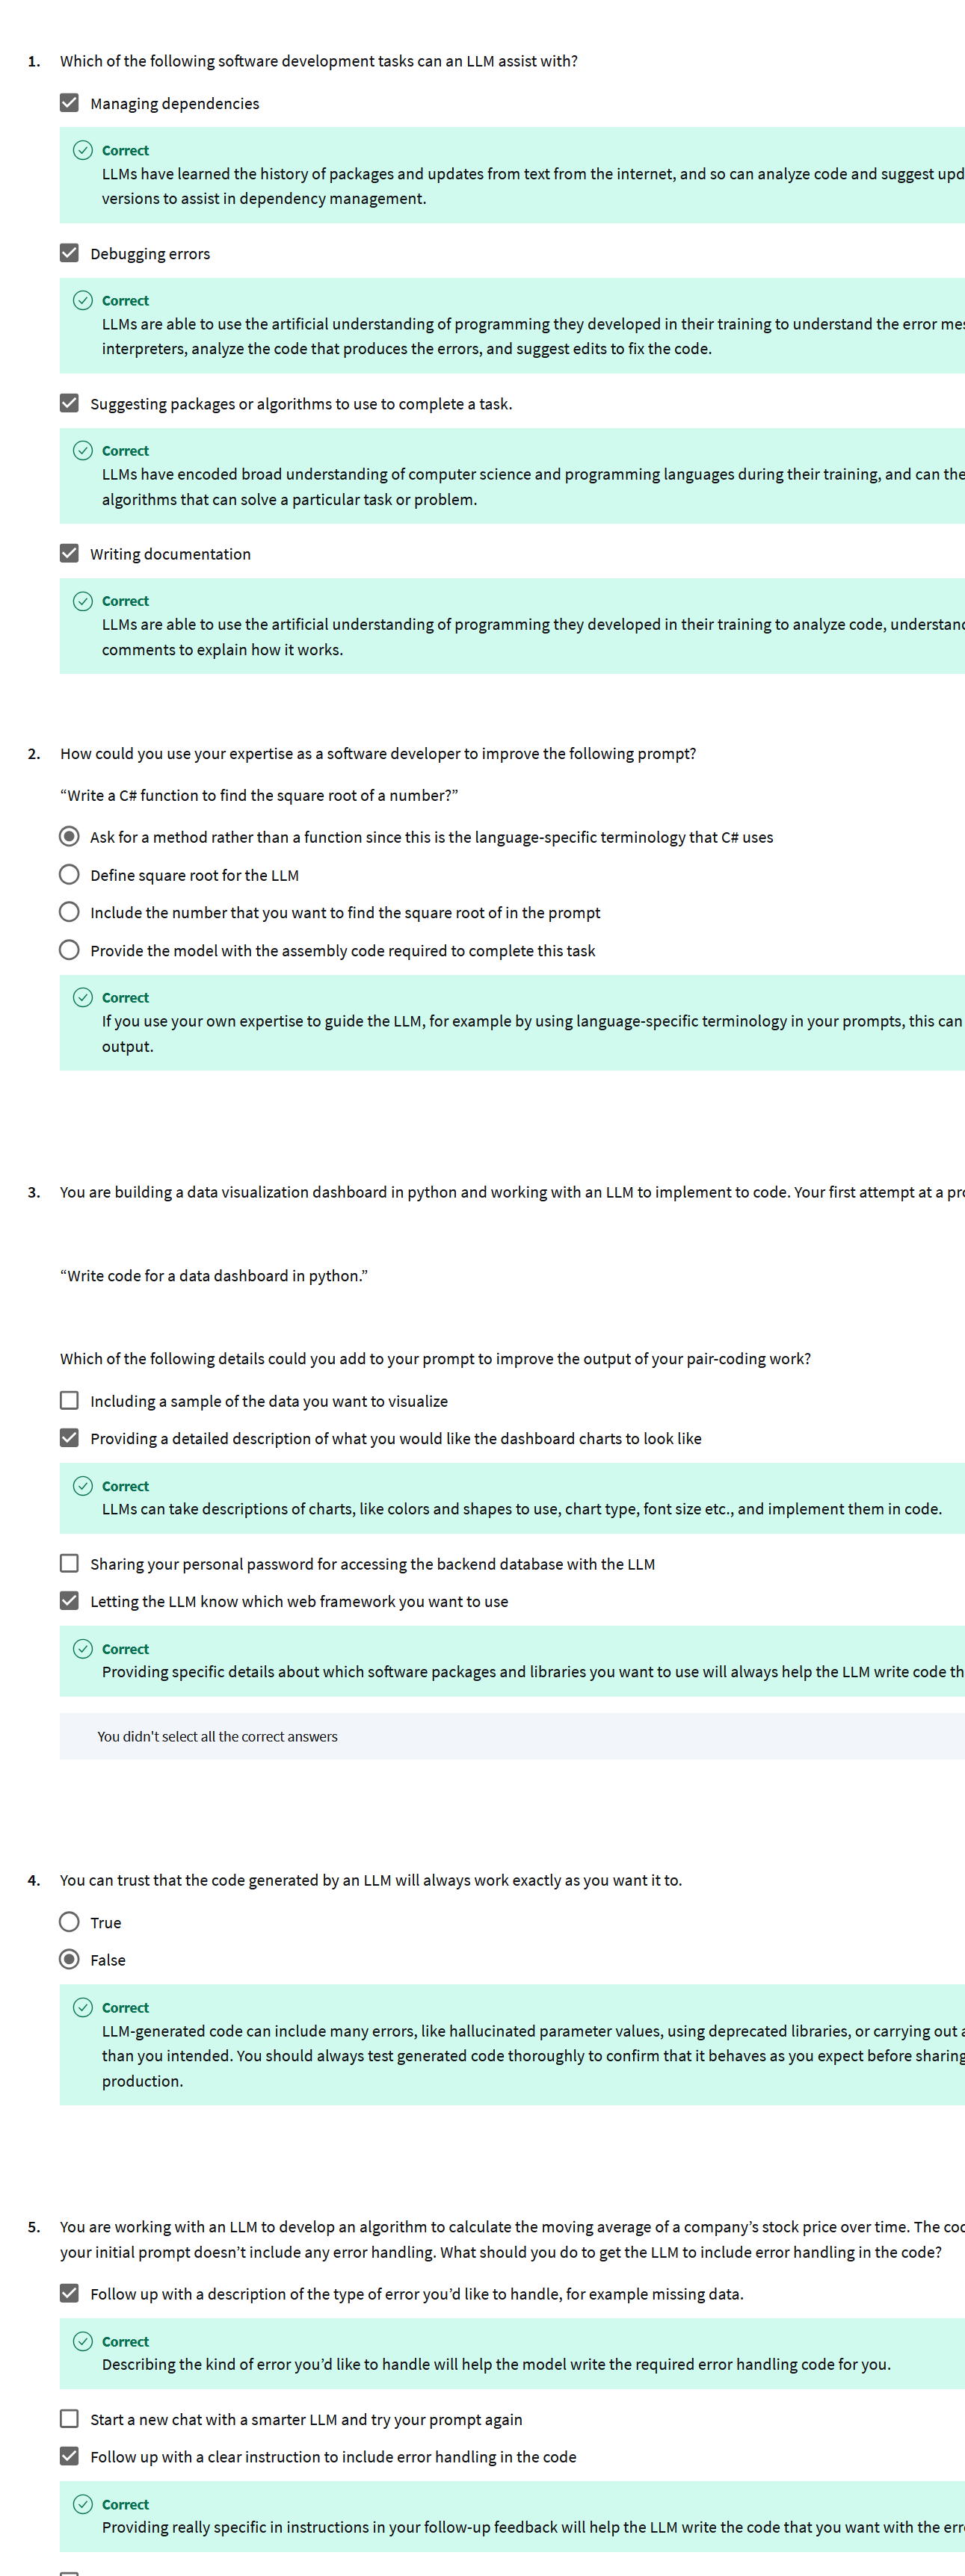 1. Which of the following software development tasks can an LLM assist with?
Managing dependencies
Correct
LLMs have learned the history of packages and updates from text from the internet, and so can analyze code and suggest upd
versions to assist in dependency management.
Debugging errors
Correct
LLMs are able to use the artificial understanding of programming they developed in their training to understand the error mes
interpreters, analyze the code that produces the errors, and suggest edits to fix the code.
Suggesting packages or algorithms to use to complete a task.
Correct
LLMs have encoded broad understanding of computer science and programming languages during their training, and can the
algorithms that can solve a particular task or problem.
Writing documentation
Correct
LLMs are able to use the artificial understanding of programming they developed in their training to analyze code, understand
comments to explain how it works.
2. How could you use your expertise as a software developer to improve the following prompt?
“Write a C# function to find the square root of a number?”
Ask for a method rather than a function since this is the language-specific terminology that C# uses
Define square root for the LLM
Include the number that you want to find the square root of in the prompt
Provide the model with the assembly code required to complete this task
Correct
If you use your own expertise to guide the LLM, for example by using language-specific terminology in your prompts, this can
output.
3. You are building a data visualization dashboard in python and working with an LLM to implement to code. Your first attempt at a pro
“Write code for a data dashboard in python.”
Which of the following details could you add to your prompt to improve the output of your pair-coding work?
Including a sample of the data you want to visualize
Providing a detailed description of what you would like the dashboard charts to look like
Correct
LLMs can take descriptions of charts, like colors and shapes to use, chart type, font size etc., and implement them in code.
Sharing your personal password for accessing the backend database with the LLM
Letting the LLM know which web framework you want to use
Correct
Providing specific details about which software packages and libraries you want to use will always help the LLM write code th
You didn't select all the correct answers
4. You can trust that the code generated by an LLM will always work exactly as you want it to.
True
False
Correct
LLM-generated code can include many errors, like hallucinated parameter values, using deprecated libraries, or carrying out a
than you intended. You should always test generated code thoroughly to confirm that it behaves as you expect before sharing
production.
5. You are working with an LLM to develop an algorithm to calculate the moving average of a company’s stock price over time. The cod
your initial prompt doesn’t include any error handling. What should you do to get the LLM to include error handling in the code?
Follow up with a description of the type of error you’d like to handle, for example missing data.
Correct
Describing the kind of error you’d like to handle will help the model write the required error handling code for you.
Start a new chat with a smarter LLM and try your prompt again
Follow up with a clear instruction to include error handling in the code
Correct
Providing really specific in instructions in your follow-up feedback will help the LLM write the code that you want with the err